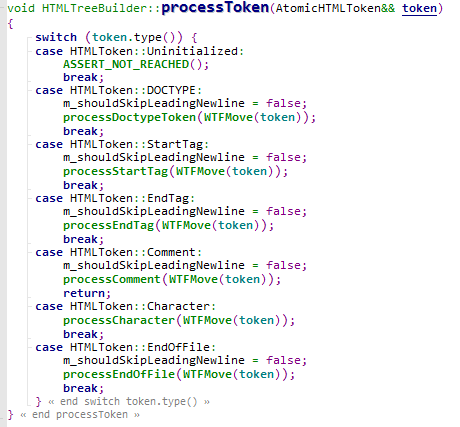 void HTMLTreeBuilder::processToken(AtomicHTMLToken&& token)
{
    switch (token.type()) {
    case HTMLToken::Uninitialized:
        ASSERT_NOT_REACHED();
        break;
    case HTMLToken::DOCTYPE:
        m_shouldSkipLeadingNewline = false;
        processDoctypeToken(WTFMove(token));
        break;
    case HTMLToken::StartTag:
        m_shouldSkipLeadingNewline = false;
        processStartTag(WTFMove(token));
        break;
    case HTMLToken::EndTag:
        m_shouldSkipLeadingNewline = false;
        processEndTag(WTFMove(token));
        break;
    case HTMLToken::Comment:
        m_shouldSkipLeadingNewline = false;
        processComment(WTFMove(token));
        return;
    case HTMLToken::Character:
        processCharacter(WTFMove(token));
        break;
    case HTMLToken::EndOfFile:
        m_shouldSkipLeadingNewline = false;
        processEndOfFile(WTFMove(token));
        break;
    } « end switch token.type() »
} « end processToken »